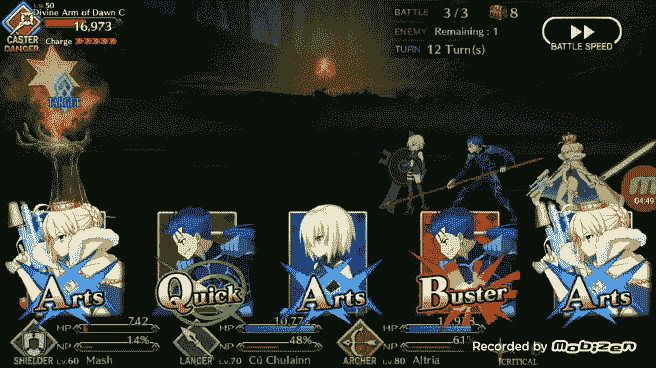 Lv.50
Divine Arm of Dawn C
16,973
CASTER
DANGER
Charge
TARGET
BATTLE 3/3
8
ENEMY Remaining : 1
TURN 12 Turn(s)
BATTLE SPEED
04:49
Arts
Quick
Arts
Buster
Arts
HP 742
NP 14%
SHIELDER Lv.60 Mash
HP
NP 48%
LANCER Lv.70 Cú Chulainn
HP
NP
ARCHER Lv.80 Altria
Recorded by Mobizen
CRITICAL